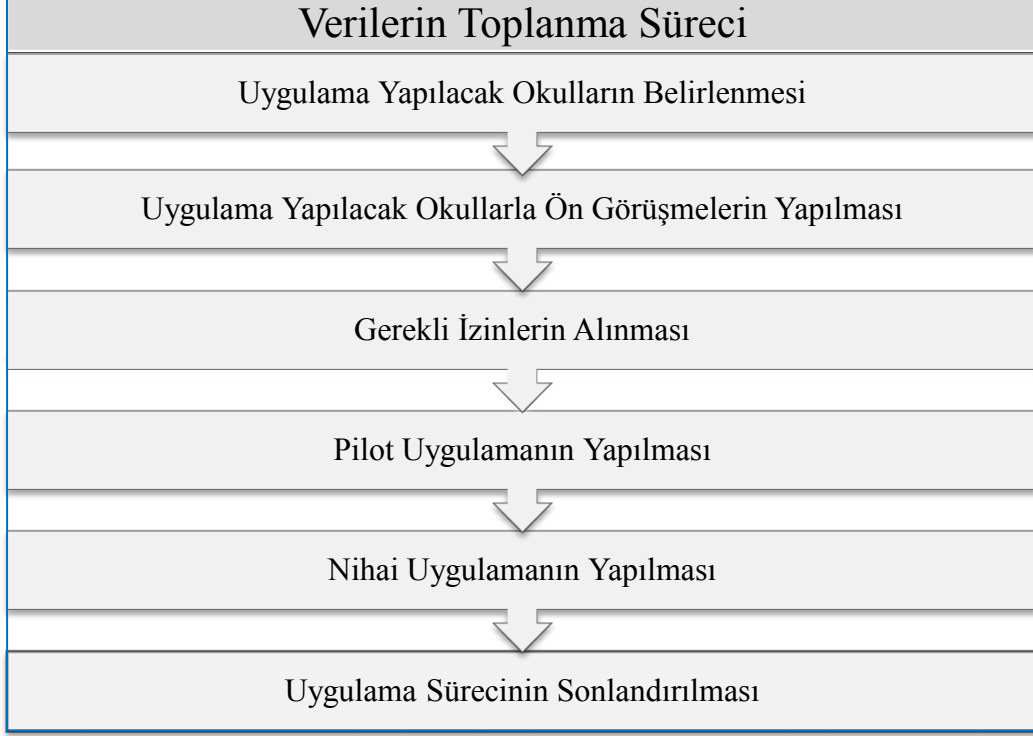 Verilerin Toplanma Süreci
Uygulama Yapılacak Okulların Belirlenmesi
Uygulama Yapılacak Okullarla Ön Görüşmelerin Yapılması
Gerekli İzinlerin Alınması
Pilot Uygulamanın Yapılması
Nihai Uygulamanın Yapılması
Uygulama Sürecinin Sonlandırılması